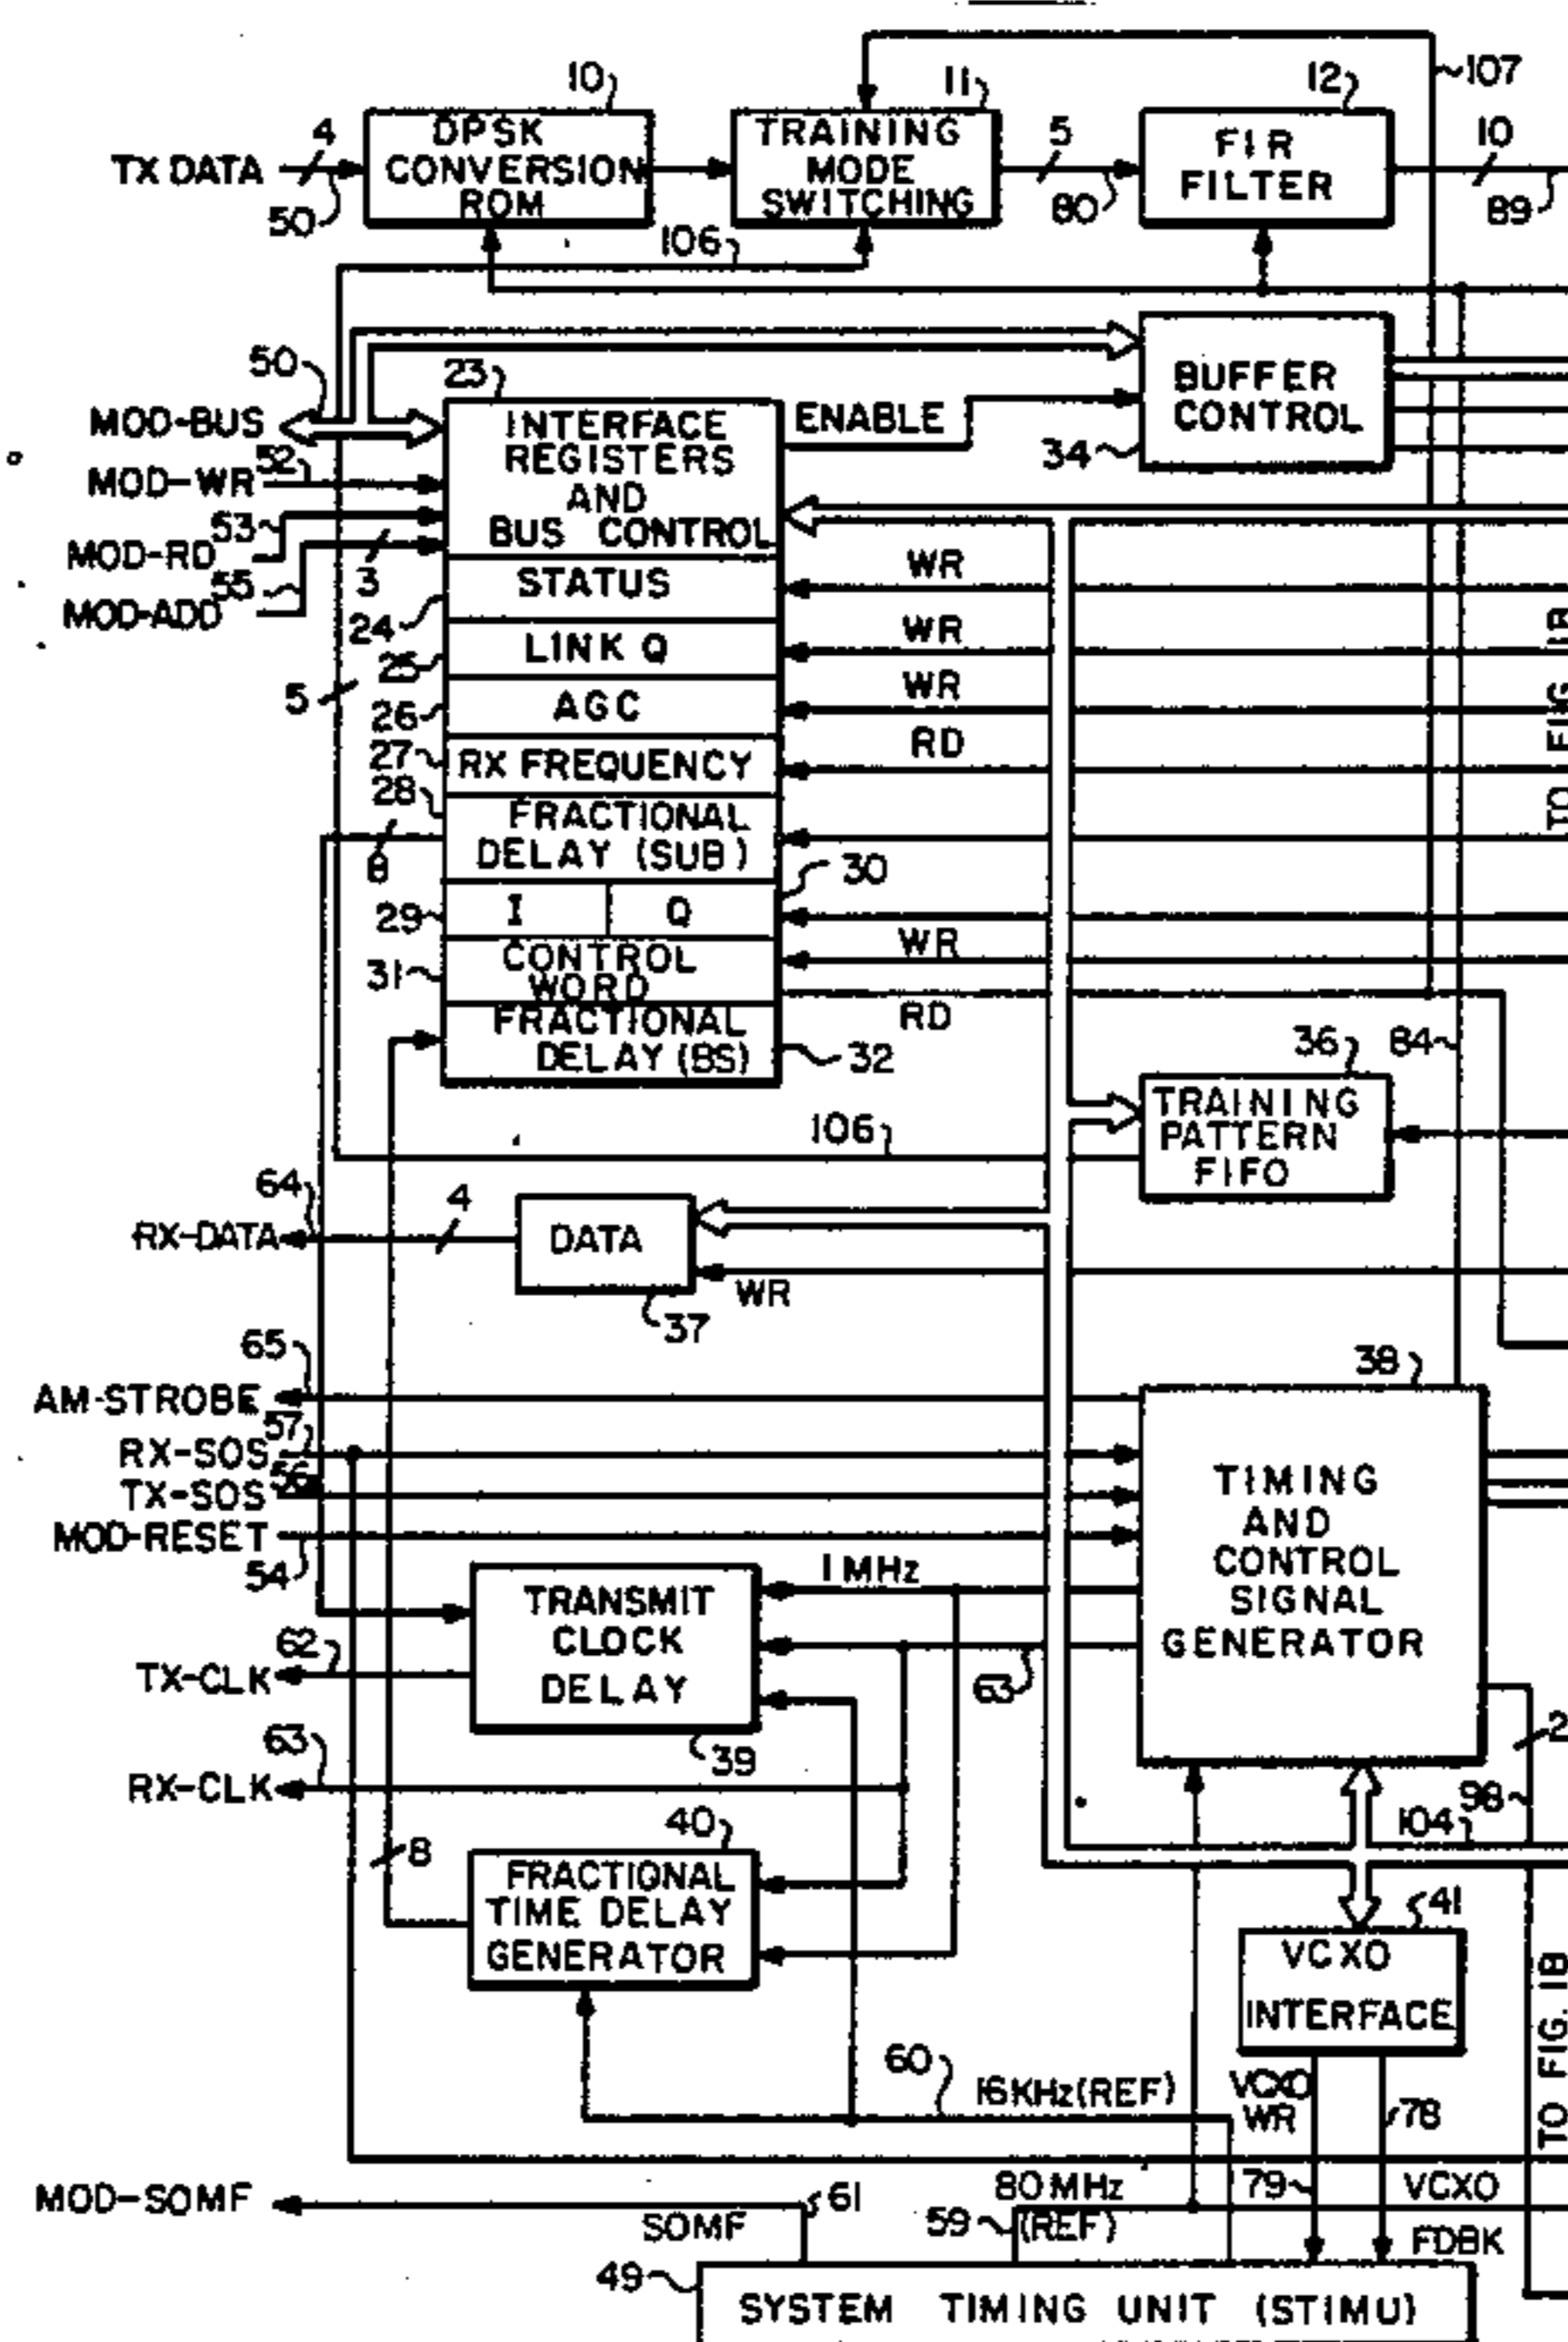 10
11
12
107
TX DATA
4
50
DPSK
CONVERSION
ROM
TRAINING
MODE
SWITCHING
5
80
FIR
FILTER
10
89
106
50
23
MOD-BUS
MOD-WR
52
MOD-RD
53
MOD-ADD
55
3
INTERFACE
REGISTERS
AND
BUS CONTROL
ENABLE
BUFFER
CONTROL
34
STATUS
24
WR
LINK Q
25
WR
5
AGC
26
WR
RX FREQUENCY
27
RD
28
FRACTIONAL
DELAY (SUB)
8
30
29
I
Q
31
CONTROL
WORD
WR
RD
FRACTIONAL
DELAY (BS)
32
TO FIG. 1B
36
84
TRAINING
PATTERN
FIFO
106
64
RX-DATA
4
DATA
WR
37
65
AM-STROBE
57
RX-SOS
56
TX-SOS
MOD-RESET
54
38
TIMING
AND
CONTROL
SIGNAL
GENERATOR
1 MHz
TRANSMIT
CLOCK
DELAY
62
TX-CLK
63
39
63
RX-CLK
2
98
104
40
8
FRACTIONAL
TIME DELAY
GENERATOR
41
VCXO
INTERFACE
TO FIG. 1B
60
16KHz(REF)
VCXO
WR
78
79
VCXO
FDBK
MOD-SOMF
61
SOMF
80 MHz
(REF)
59
49
SYSTEM TIMING UNIT (STIMU)